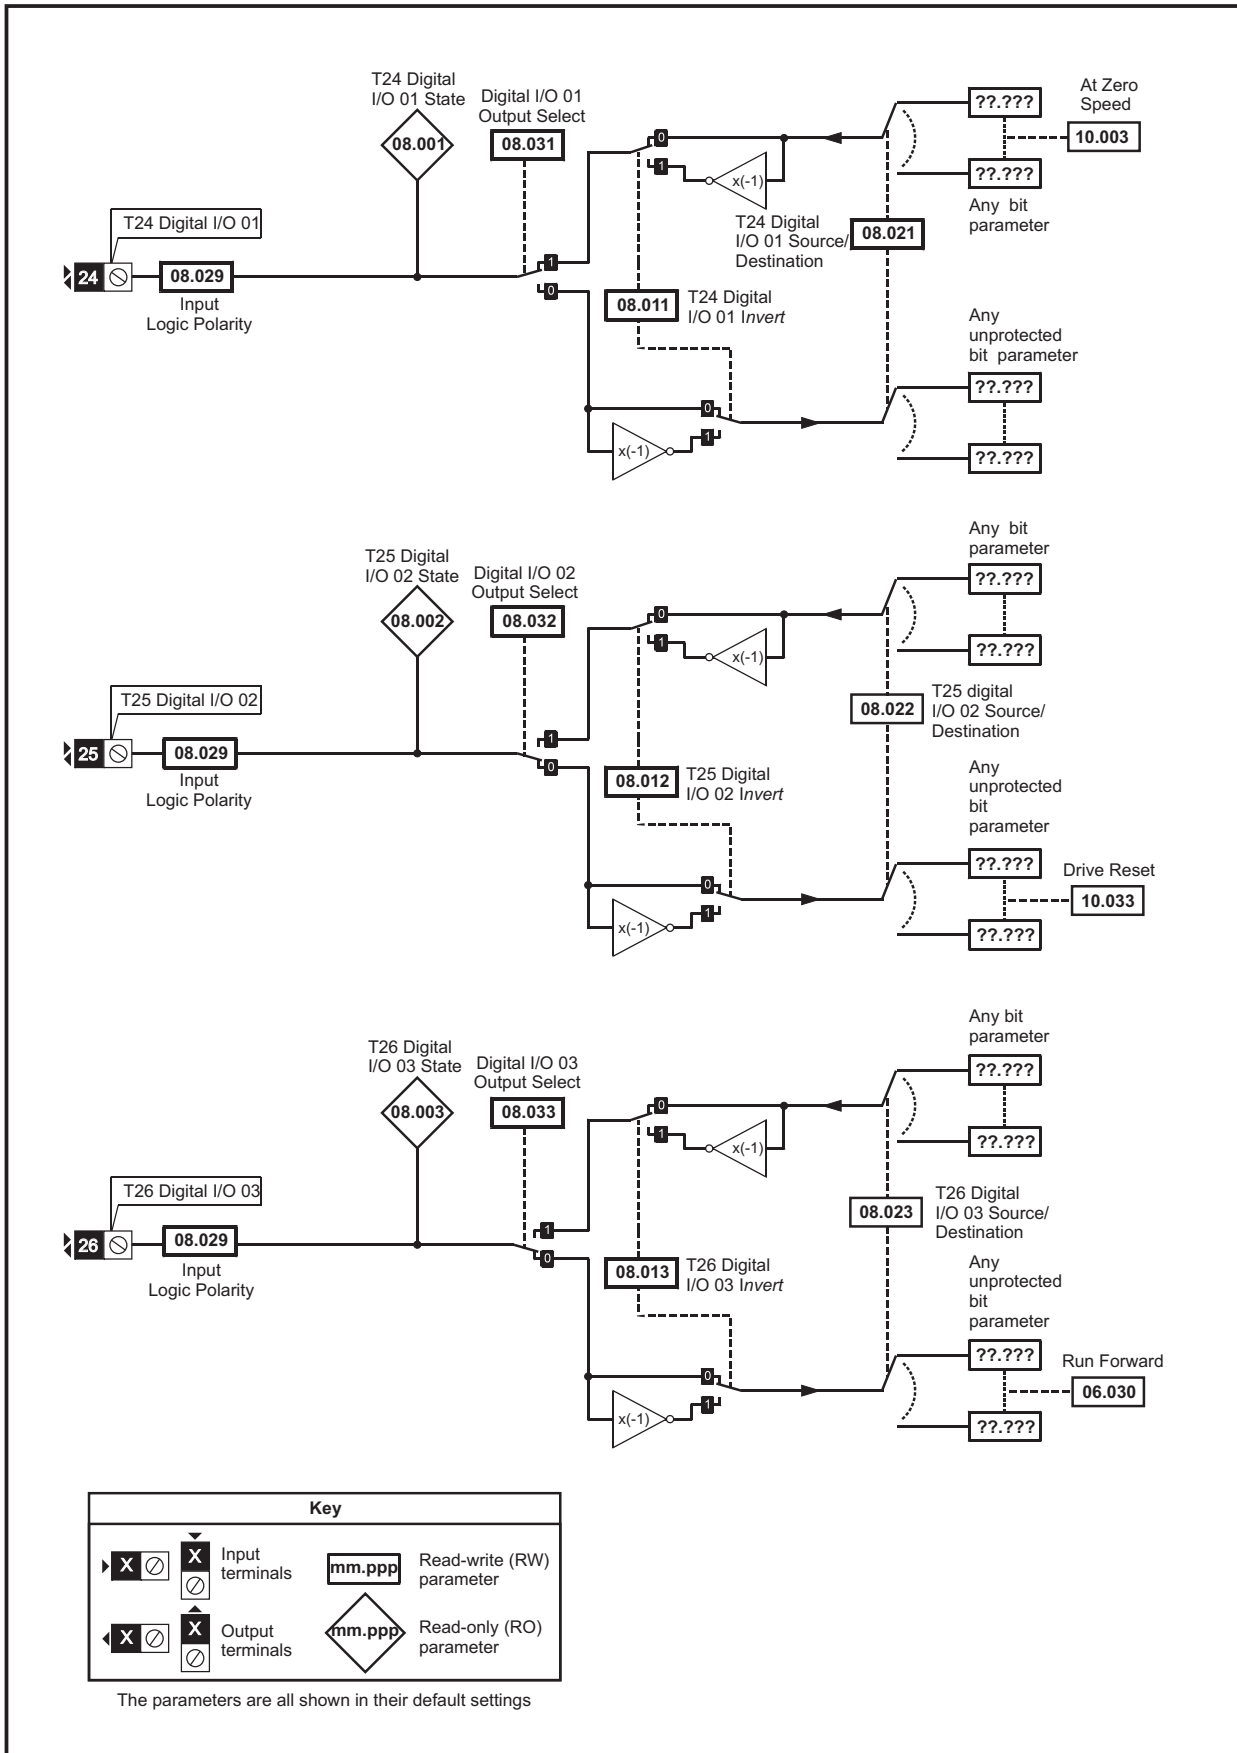 T24 Digital
I/O 01 State
08.001
Digital I/O 01
Output Select
08.031
0
1
x(-1)
??.???
??.???
At Zero
Speed
10.003
Any bit
parameter
T24 Digital
I/O 01 Source/
Destination
08.021
T24 Digital I/O 01
24
08.029
Input
Logic Polarity
1
0
08.011
T24 Digital
I/O 01 Invert
Any
unprotected
bit parameter
??.???
??.???
0
1
x(-1)
T25 Digital
I/O 02 State
08.002
Digital I/O 02
Output Select
08.032
0
1
x(-1)
Any bit
parameter
??.???
??.???
08.022
T25 digital
I/O 02 Source/
Destination
T25 Digital I/O 02
25
08.029
Input
Logic Polarity
1
0
08.012
T25 Digital
I/O 02 Invert
Any
unprotected
bit
parameter
??.???
??.???
Drive Reset
10.033
0
1
x(-1)
T26 Digital
I/O 03 State
08.003
Digital I/O 03
Output Select
08.033
0
1
x(-1)
Any bit
parameter
??.???
??.???
08.023
T26 Digital
I/O 03 Source/
Destination
T26 Digital I/O 03
26
08.029
Input
Logic Polarity
1
0
08.013
T26 Digital
I/O 03 Invert
Any
unprotected
bit
parameter
??.???
??.???
Run Forward
06.030
0
1
x(-1)
Key
X
X
Input
terminals
mm.ppp
Read-write (RW)
parameter
X
X
Output
terminals
mm.ppp
Read-only (RO)
parameter
The parameters are all shown in their default settings